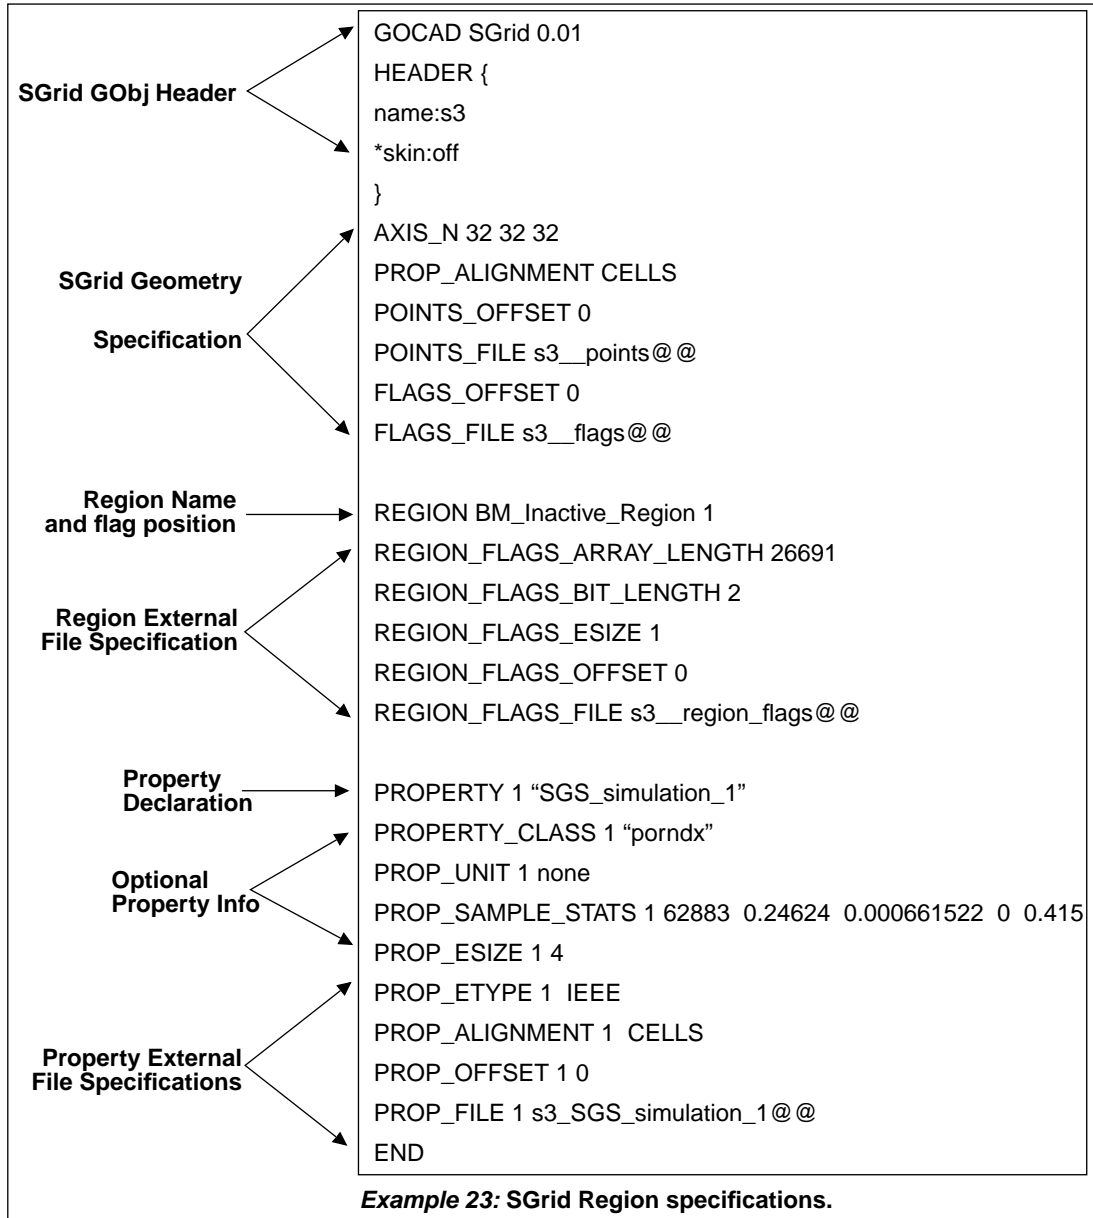 GOCAD SGrid 0.01
SGrid GObj Header
HEADER {
name:s3
*skin:off
}
AXIS_N 32 32 32
SGrid Geometry
Specification
PROP_ALIGNMENT CELLS
POINTS_OFFSET 0
POINTS_FILE s3__points@@
FLAGS_OFFSET 0
FLAGS_FILE s3__flags@@
Region Name
and flag position
REGION BM_Inactive_Region 1
Region External
File Specification
REGION_FLAGS_ARRAY_LENGTH 26691
REGION_FLAGS_BIT_LENGTH 2
REGION_FLAGS_ESIZE 1
REGION_FLAGS_OFFSET 0
REGION_FLAGS_FILE s3__region_flags@@
Property
Declaration
PROPERTY 1 “SGS_simulation_1”
Optional
Property Info
PROPERTY_CLASS 1 “porndx”
PROP_UNIT 1 none
PROP_SAMPLE_STATS 1 62883 0.24624 0.000661522 0 0.415
PROP_ESIZE 1 4
Property External
File Specifications
PROP_ETYPE 1 IEEE
PROP_ALIGNMENT 1 CELLS
PROP_OFFSET 1 0
PROP_FILE 1 s3_SGS_simulation_1@@
END
Example 23: SGrid Region specifications.